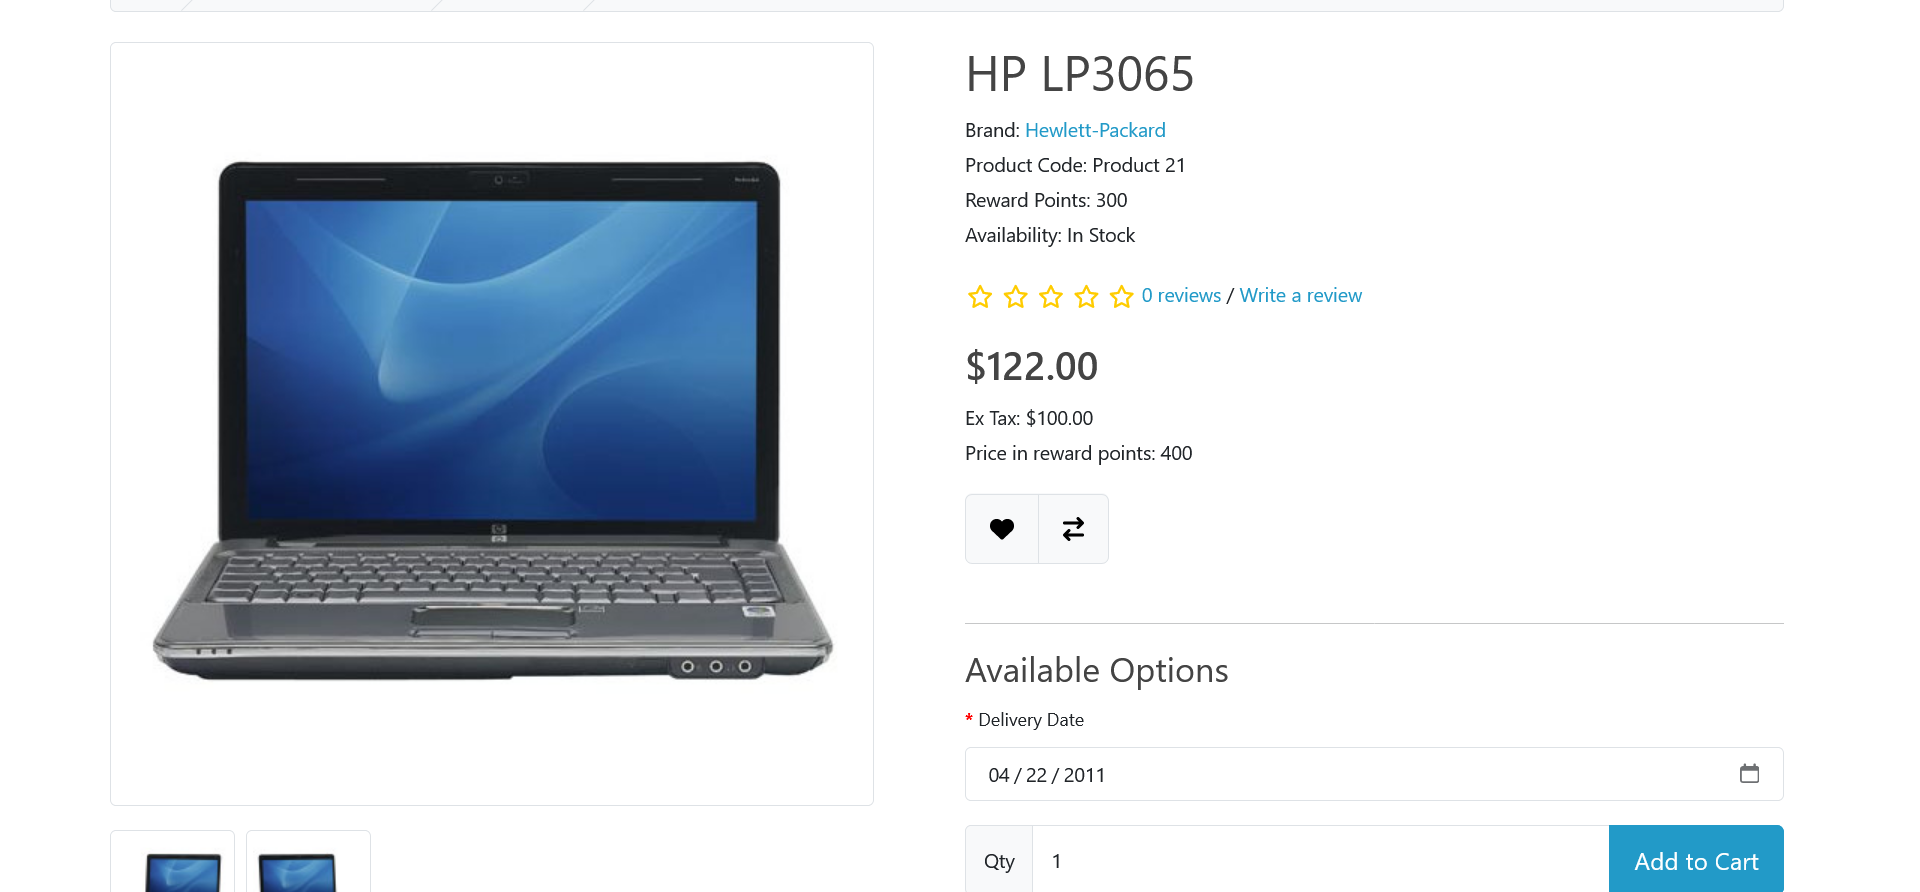 HP LP3065
Brand: Hewlett-Packard
Product Code: Product 21
Reward Points: 300
Availability: In Stock
0 reviews / Write a review
$122.00
Ex Tax: $100.00
Price in reward points: 400
Available Options
* Delivery Date
04 / 22 / 2011
Qty 1 Add to Cart